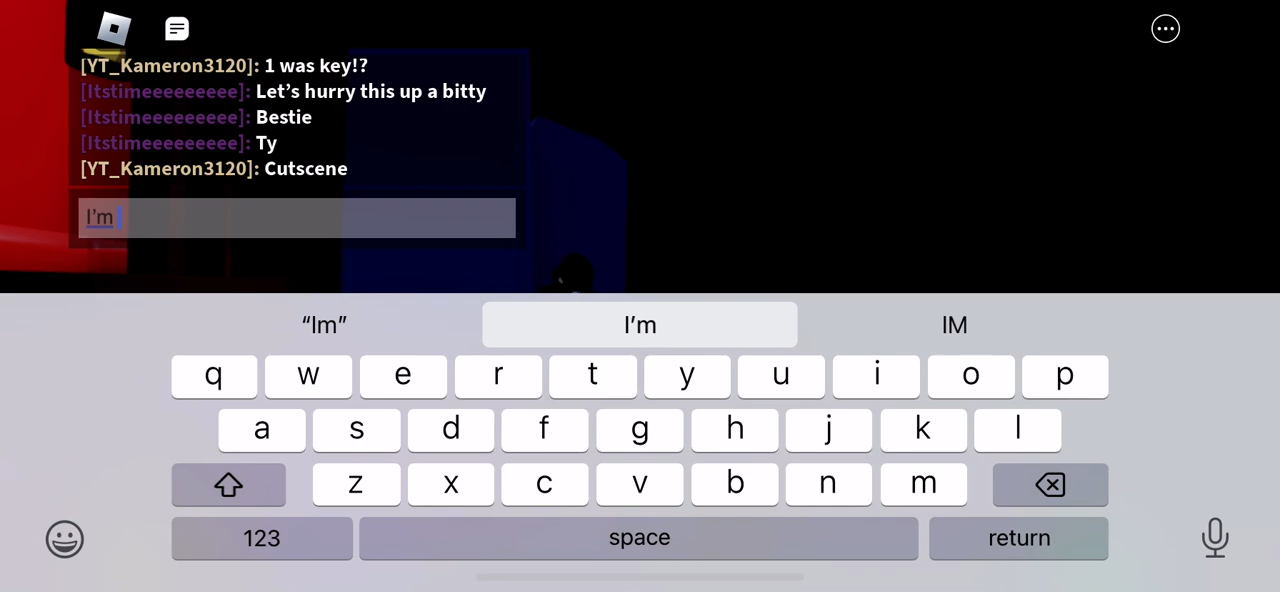 [YT_Kameron3120]: 1 was key!?
[Itstimeeeeeeeee]: Let’s hurry this up a bitty
[Itstimeeeeeeeee]: Bestie
[Itstimeeeeeeeee]: Ty
[YT_Kameron3120]: Cutscene
I’m
“Im” I’m IM
q w e r t y u i o p
a s d f g h j k l
z x c v b n m
123 space return